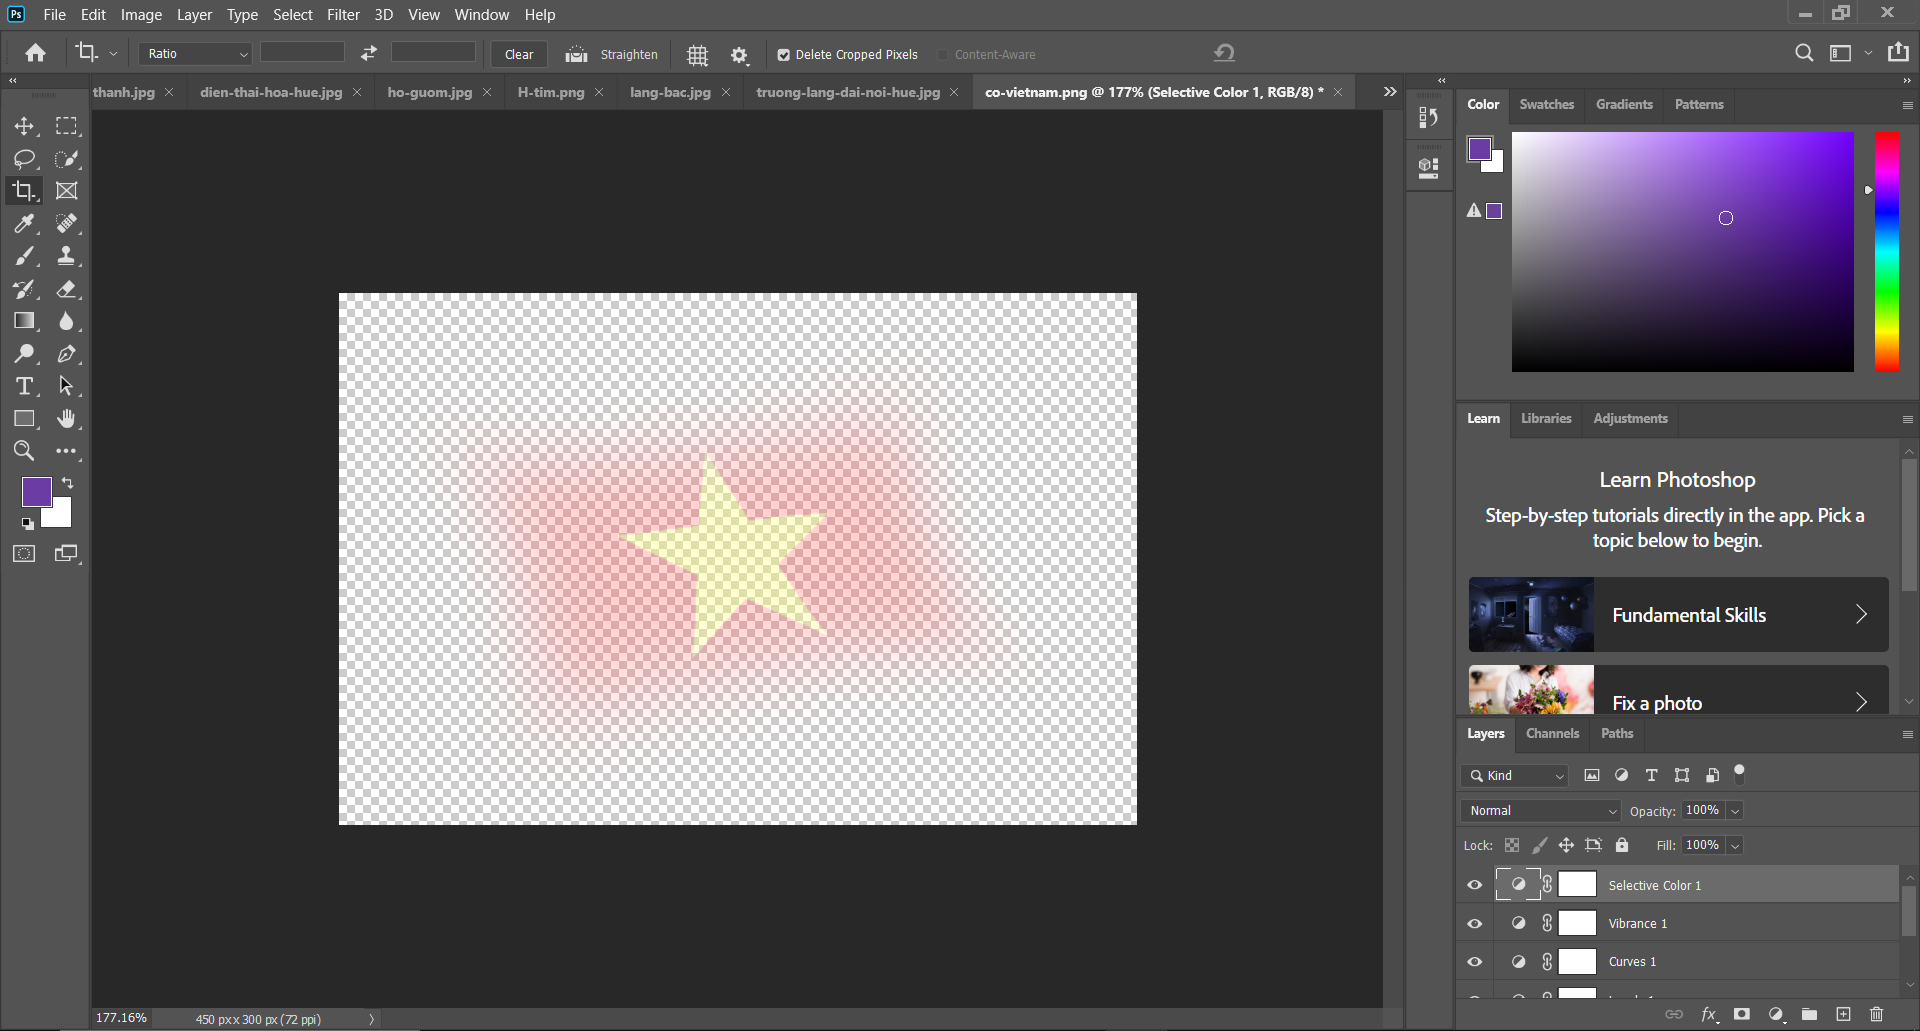 Ps File Edit Image Layer Type Select Filter 3D View Window Help
Ratio Clear Straighten Delete Cropped Pixels Content-Aware
thanh.jpg dien-thai-hoa-hue.jpg ho-guom.jpg H-tim.png lang-bac.jpg truong-lang-dai-noi-hue.jpg co-vietnam.png @ 177% (Selective Color 1, RGB/8) *
Color Swatches Gradients Patterns
Learn Libraries Adjustments
Learn Photoshop
Step-by-step tutorials directly in the app. Pick a
topic below to begin.
Fundamental Skills
Fix a photo
Layers Channels Paths
Kind
Normal Opacity: 100%
Lock: Fill: 100%
Selective Color 1
Vibrance 1
Curves 1
fx
177.16% 450 px x 300 px (72 ppi)